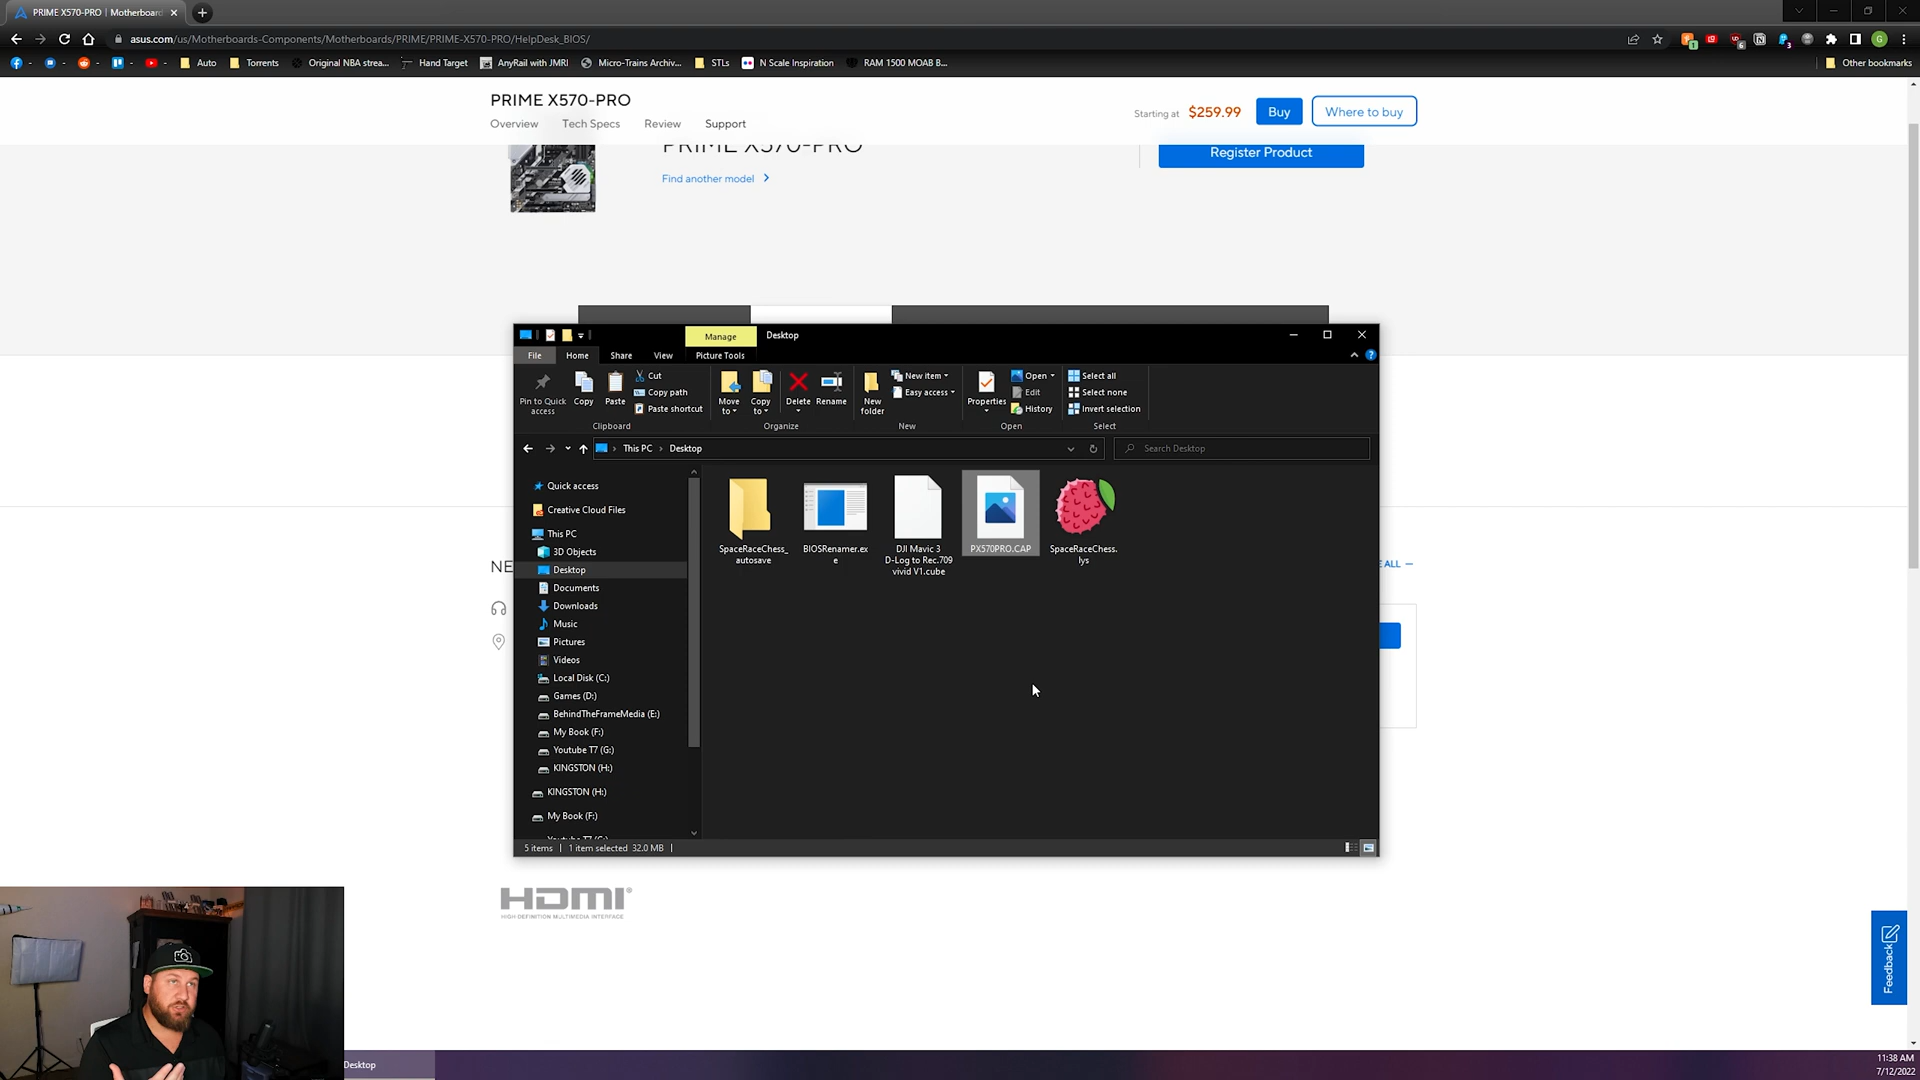 PRIME X570-PRO | Motherboard
asus.com/us/Motherboards-Components/Motherboards/PRIME/PRIME-X570-PRO/HelpDesk_BIOS/
Auto
Torrents
Original NBA strea...
Hand Target
AnyRail with JMRI
Micro-Trains Archiv...
STLs
N Scale Inspiration
RAM 1500 MOAB B...
Other bookmarks
PRIME X570-PRO
Starting at $259.99
Buy
Where to buy
Overview
Tech Specs
Review
Support
PRIME X570-PRO
Register Product
Find another model
Manage
Desktop
File
Home
Share
View
Picture Tools
Pin to Quick access
Copy
Paste
Cut
Copy path
Paste shortcut
Clipboard
Move to
Copy to
Delete
Rename
Organize
New folder
New item
Easy access
New
Properties
Open
Edit
History
Open
Select all
Select none
Invert selection
Select
This PC
Desktop
Search Desktop
Quick access
Creative Cloud Files
This PC
3D Objects
Desktop
Documents
Downloads
Music
Pictures
Videos
Local Disk (C:)
Games (D:)
BehindTheFrameMedia (E:)
My Book (F:)
Youtube T7 (G:)
KINGSTON (H:)
KINGSTON (H:)
My Book (F:)
SpaceRaceChess_
autosave
BIOSRenamer.ex
e
DJI Mavic 3
D-Log to Rec.709
vivid V1.cube
PX570PRO.CAP
SpaceRaceChess.
lys
5 items
1 item selected 32.0 MB
NE
ALL
HDMI
HIGH-DEFINITION MULTIMEDIA INTERFACE
Feedback
Desktop
11:38 AM
7/12/2022